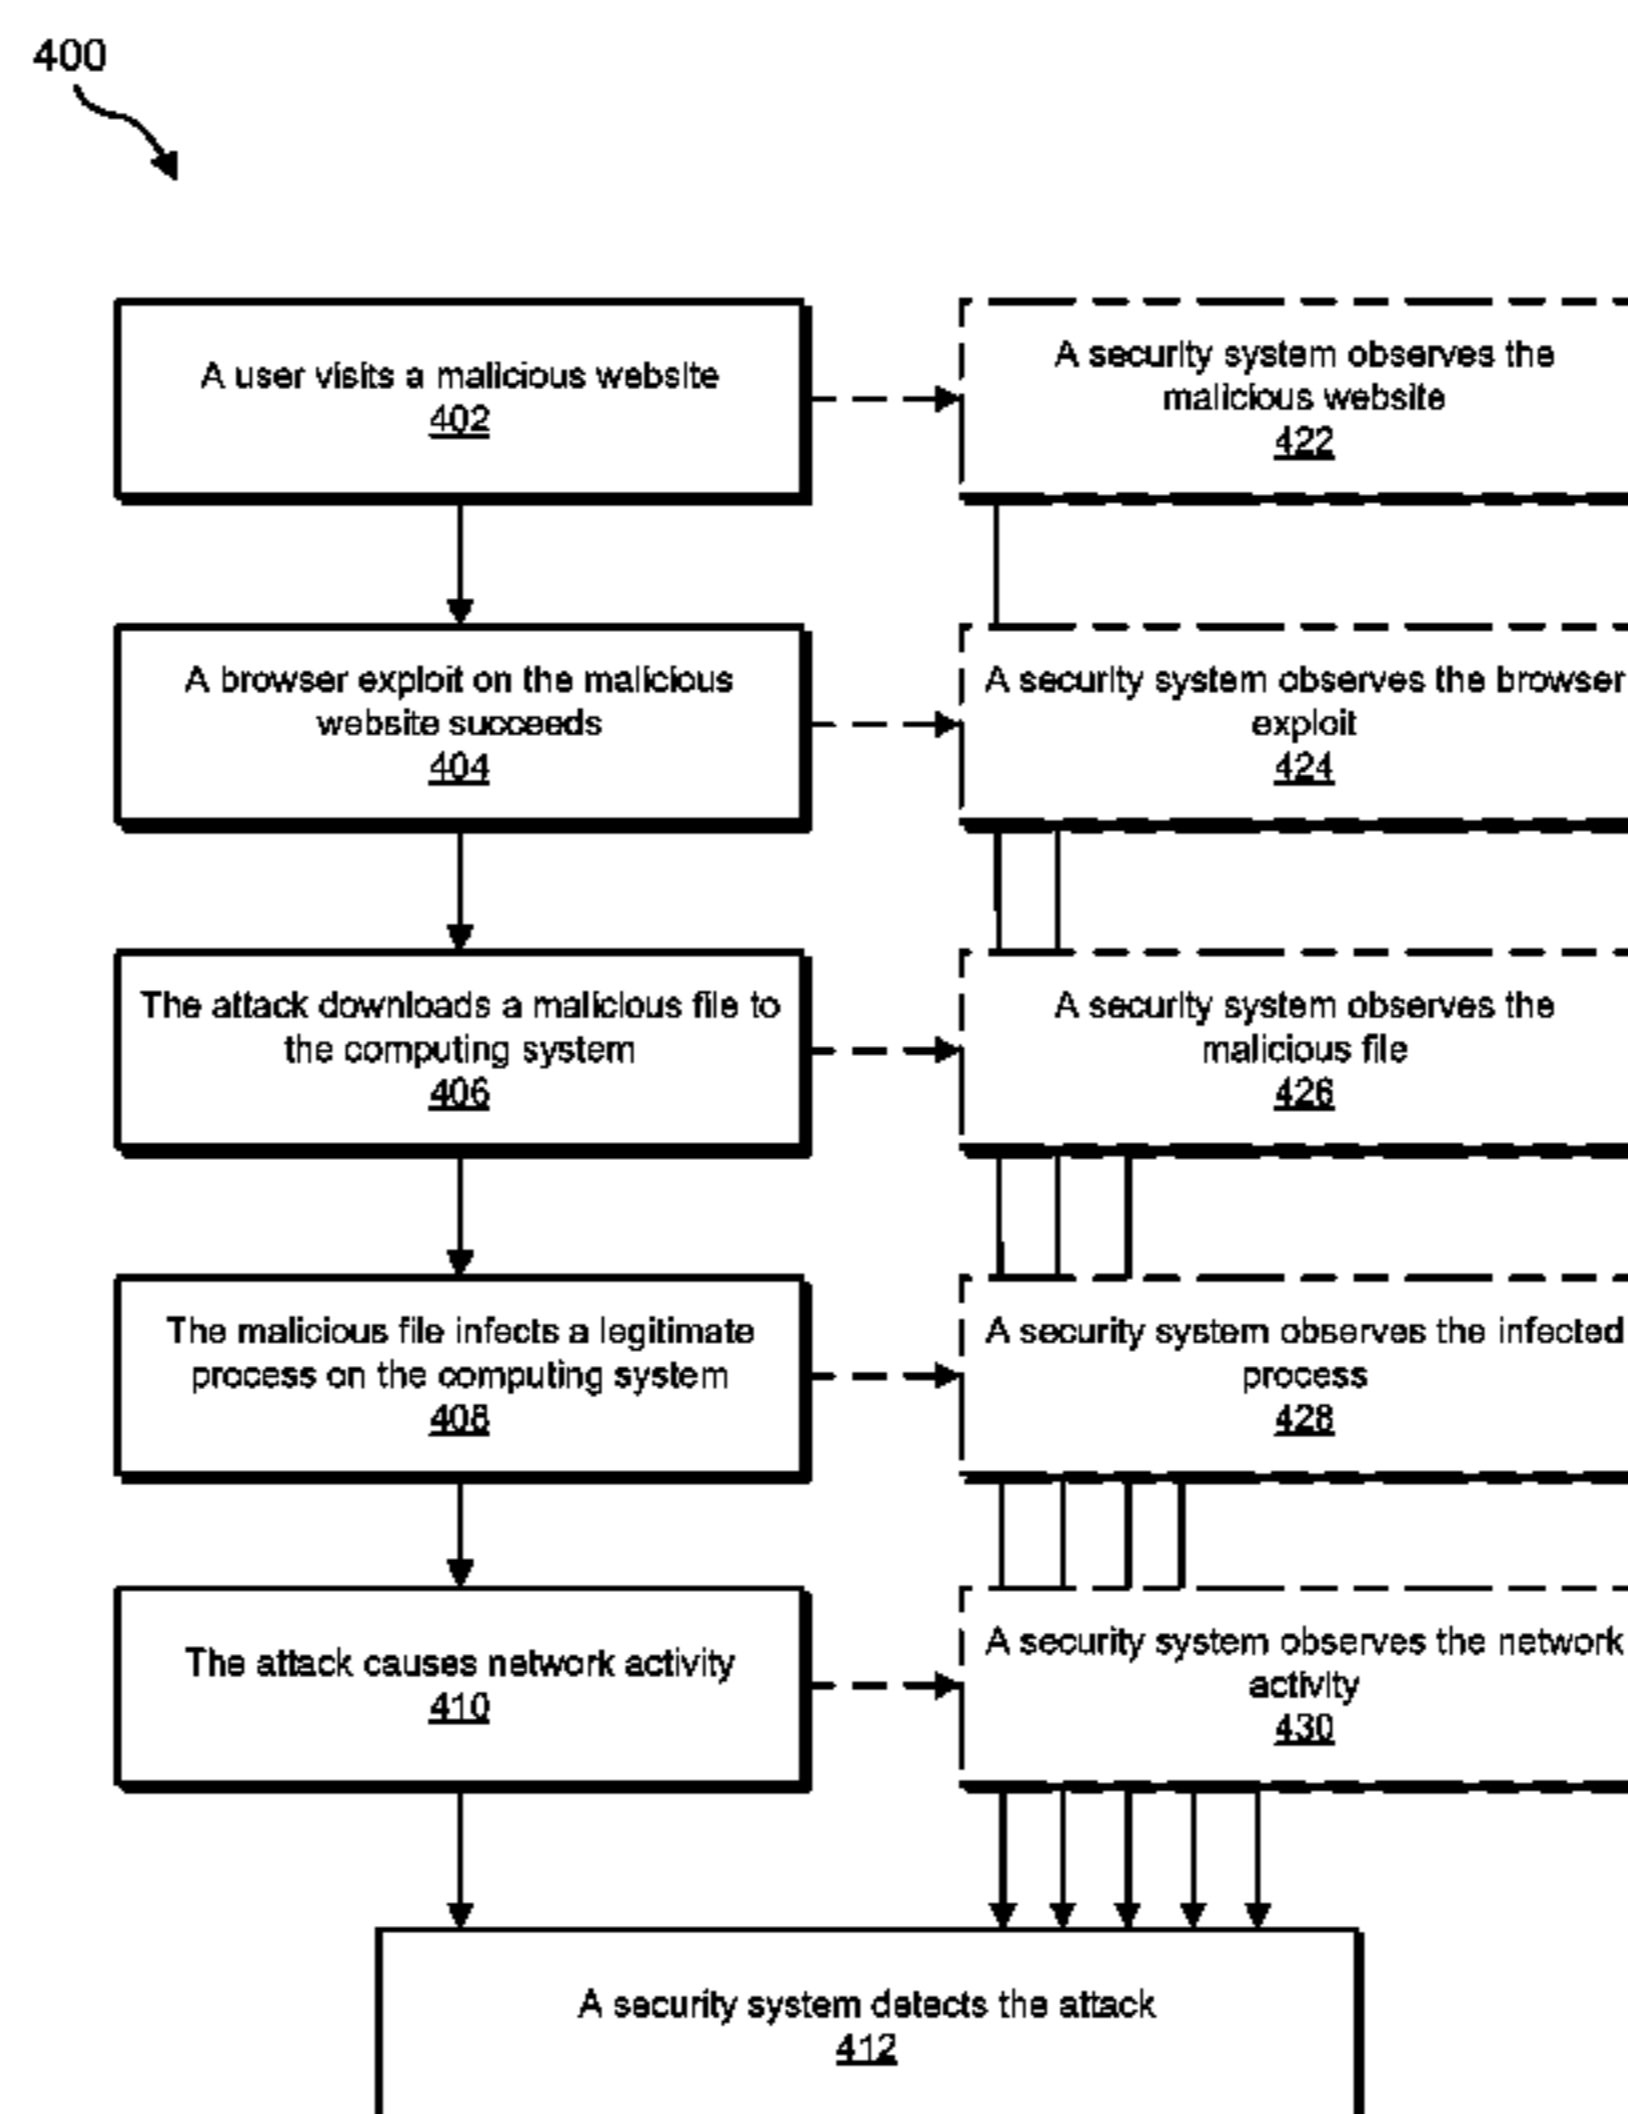 400
A user visits a malicious website
402
A security system observes the
malicious website
422
A browser exploit on the malicious
website succeeds
404
A security system observes the browser
exploit
424
The attack downloads a malicious file to
the computing system
406
A security system observes the
malicious file
426
The malicious file infects a legitimate
process on the computing system
408
A security system observes the infected
process
428
The attack causes network activity
410
A security system observes the network
activity
430
A security system detects the attack
412